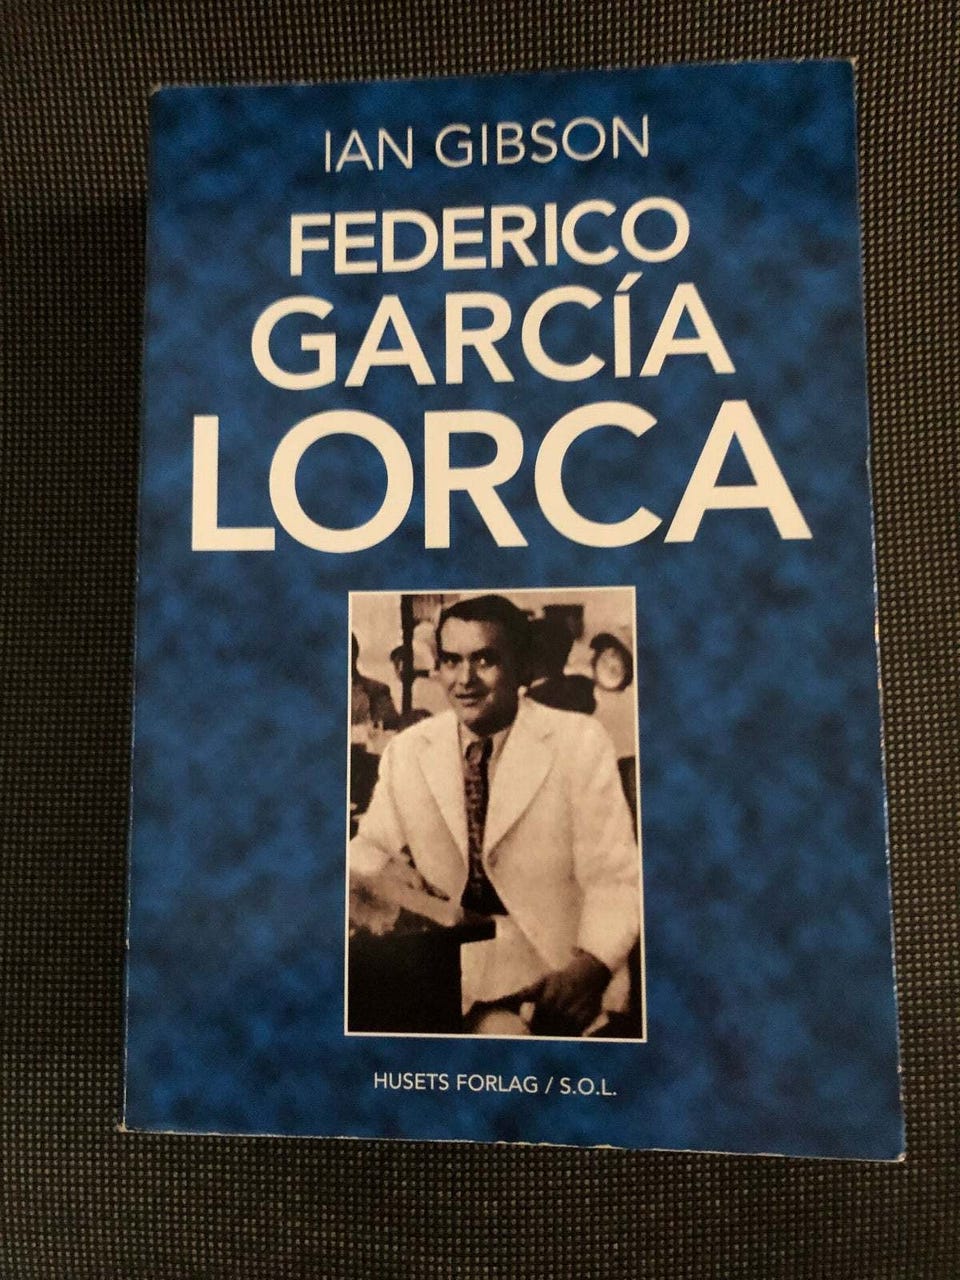 IAN GIBSON
FEDERICO
GARCÍA
LORCA
HUSETS FORLAG / S.O.L.